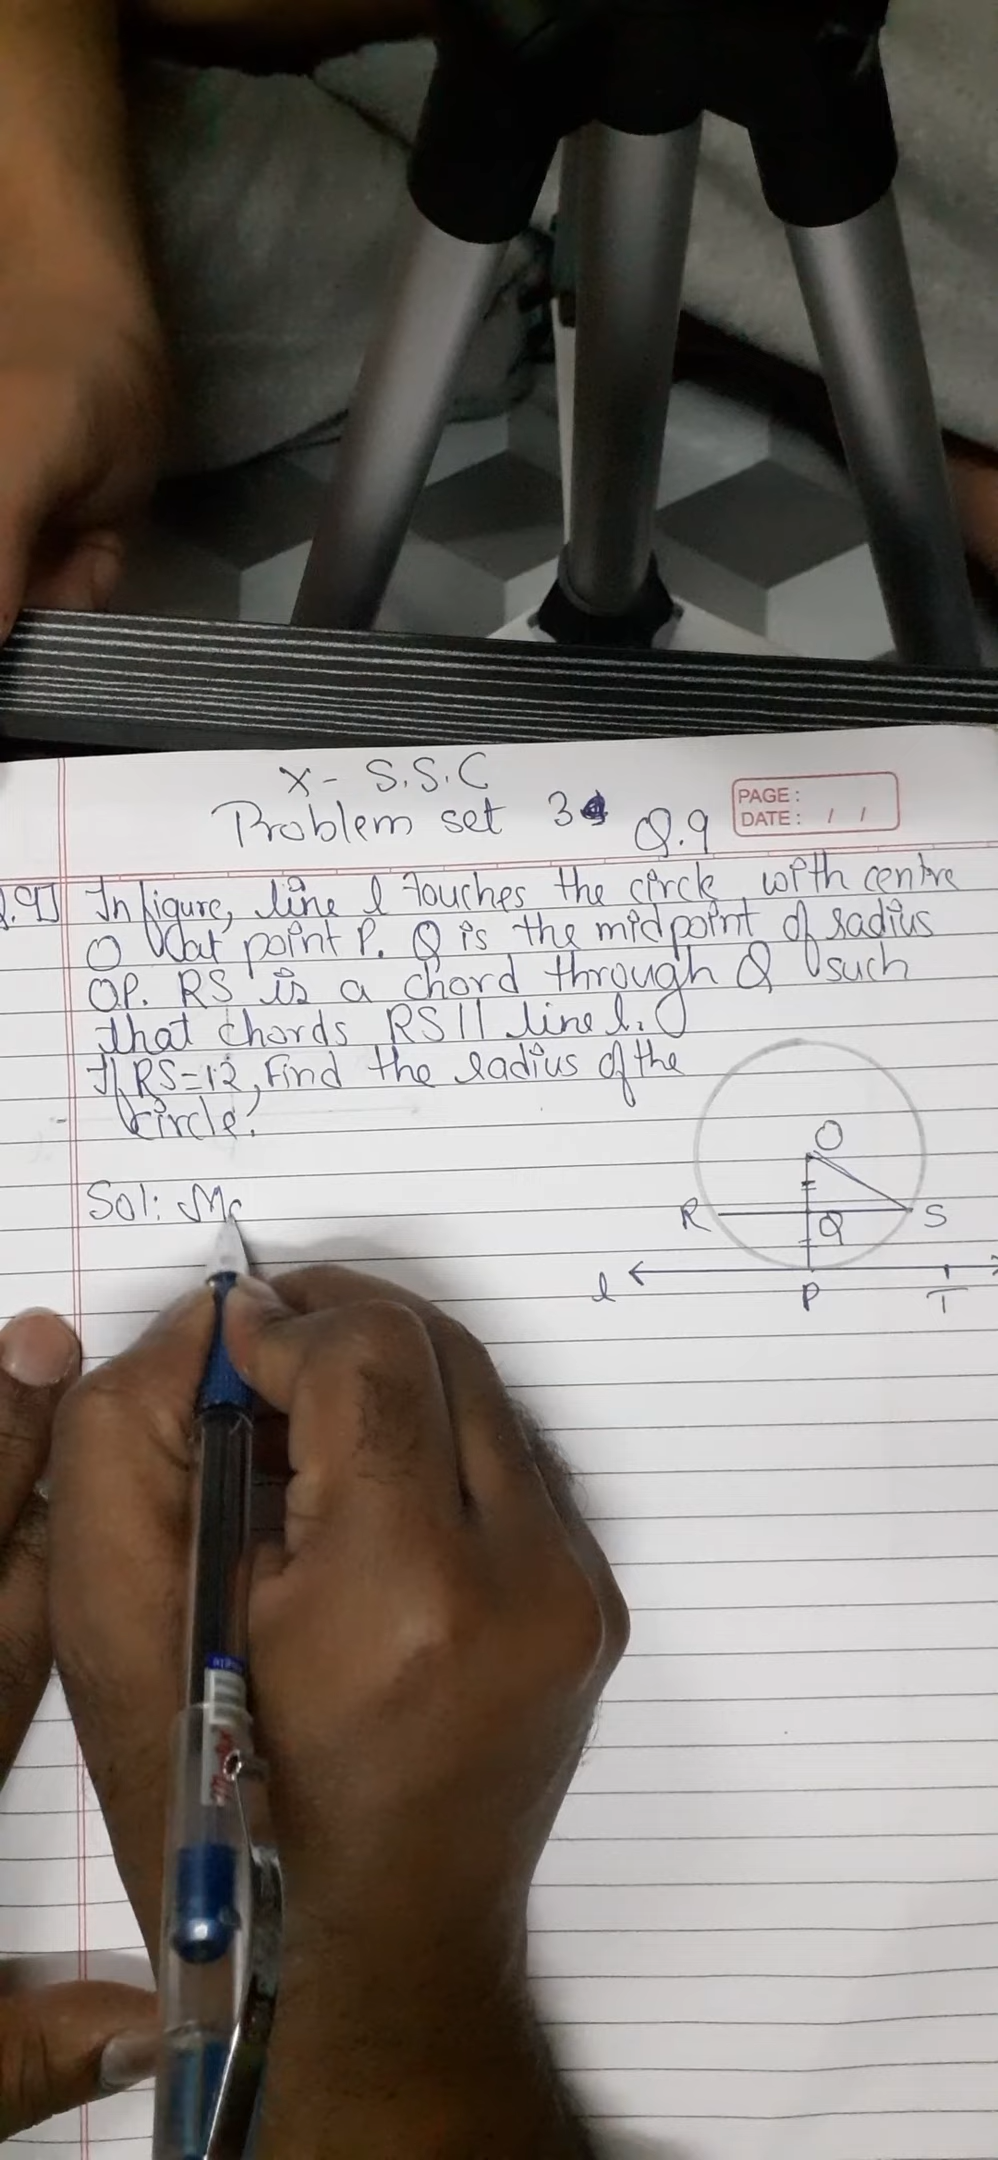 X- S.S.C
Problem set 3 Q.9
PAGE:
DATE: / /
Q.9] In figure, line l touches the circle with centre
O at point P. Q is the midpoint of radius
OP. RS is a chord through Q such
that chords RS || line l.
If RS=12, Find the radius of the
circle.
O
R Q S
l P T
Sol: